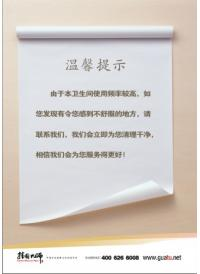 温馨提示
由于本卫生间使用频率较高，如
您发现有令您感到不舒服的地方，请
联系我们，我们会立即为您清理干净，
相信我们会为您服务得更好！
400 626 6008 www.guatu.net